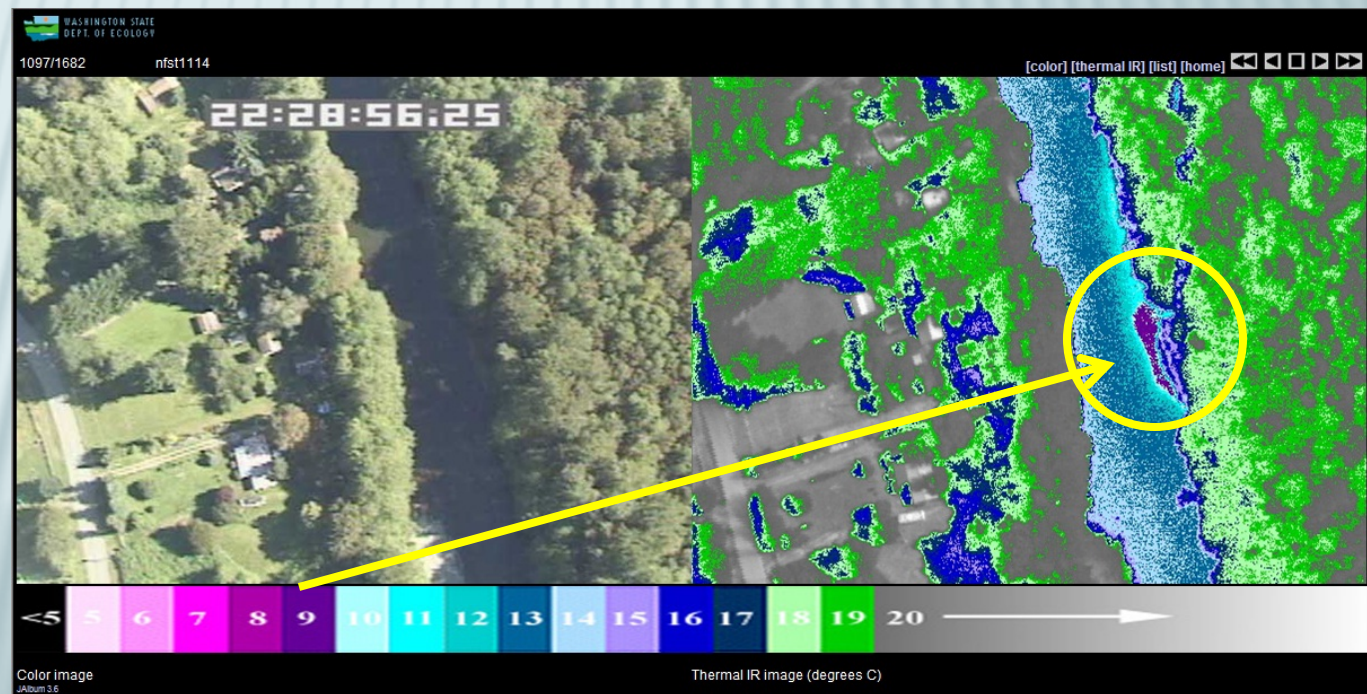 WASHINGTON STATE
DEPT. OF ECOLOGY
1097/1682 nfst1114 [color] [thermal IR] [list] [home]
22:28:56:25
<5 5 6 7 8 9 10 11 12 13 14 15 16 17 18 19 20
Color image Thermal IR image (degrees C)
JAlbum 3.6